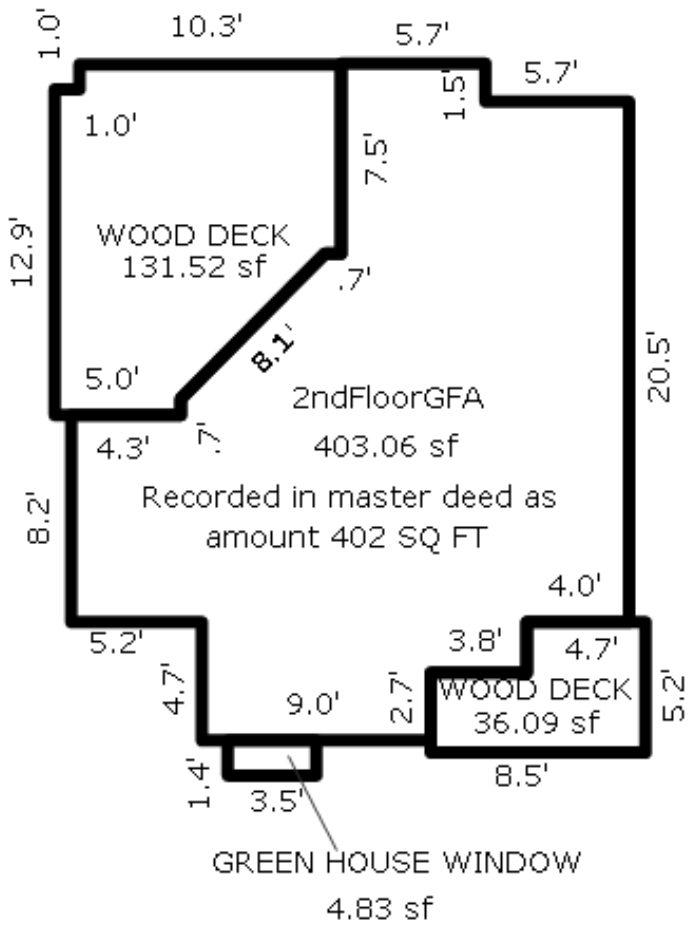 1.0'
10.3'
5.7'
5.7'
1.5'
1.0'
7.5'
12.9'
WOOD DECK
131.52 sf
.7'
8.1'
5.0'
20.5'
2ndFloorGFA
4.3'
.7'
403.06 sf
8.2'
Recorded in master deed as
amount 402 SQ FT
4.0'
5.2'
3.8'
4.7'
4.7'
2.7'
WOOD DECK
36.09 sf
5.2'
9.0'
1.4'
3.5'
8.5'
GREEN HOUSE WINDOW
4.83 sf